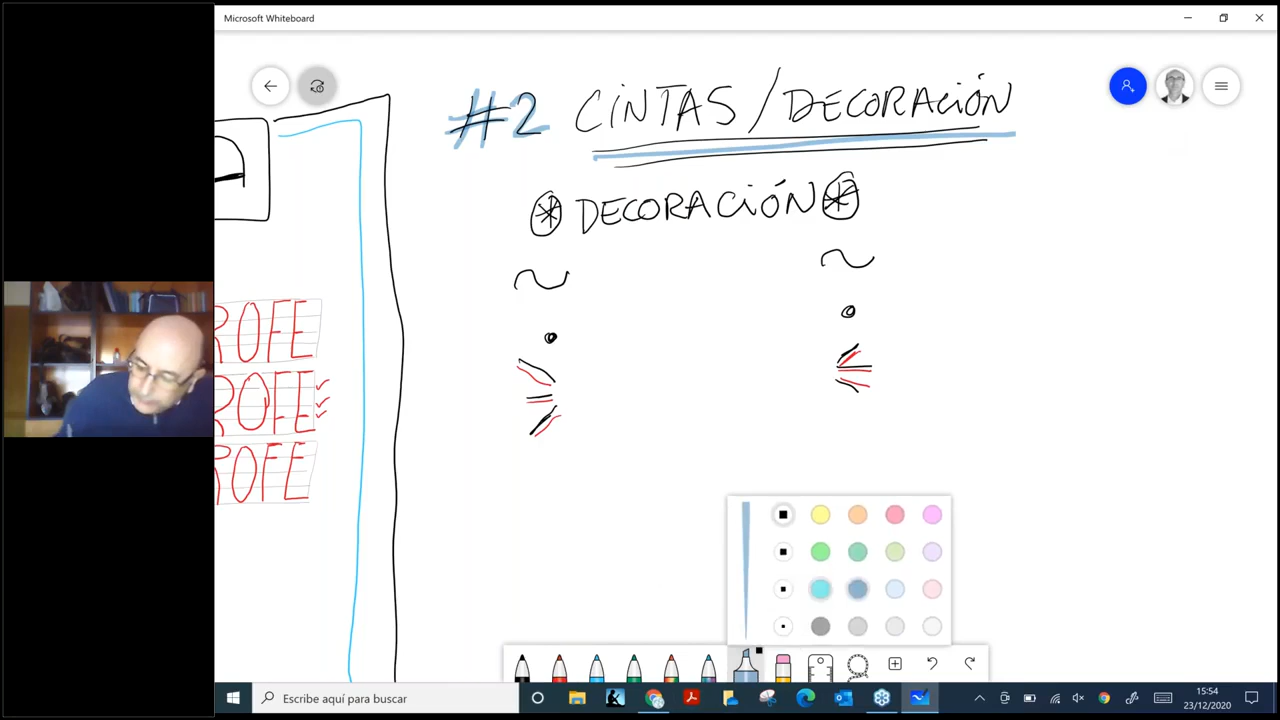 Microsoft Whiteboard
#2 CiNTAS/DECORACiÓN
DECORACiÓN
ROFE
ROFE
ROFE
Escribe aquí para buscar
15:54
23/12/2020